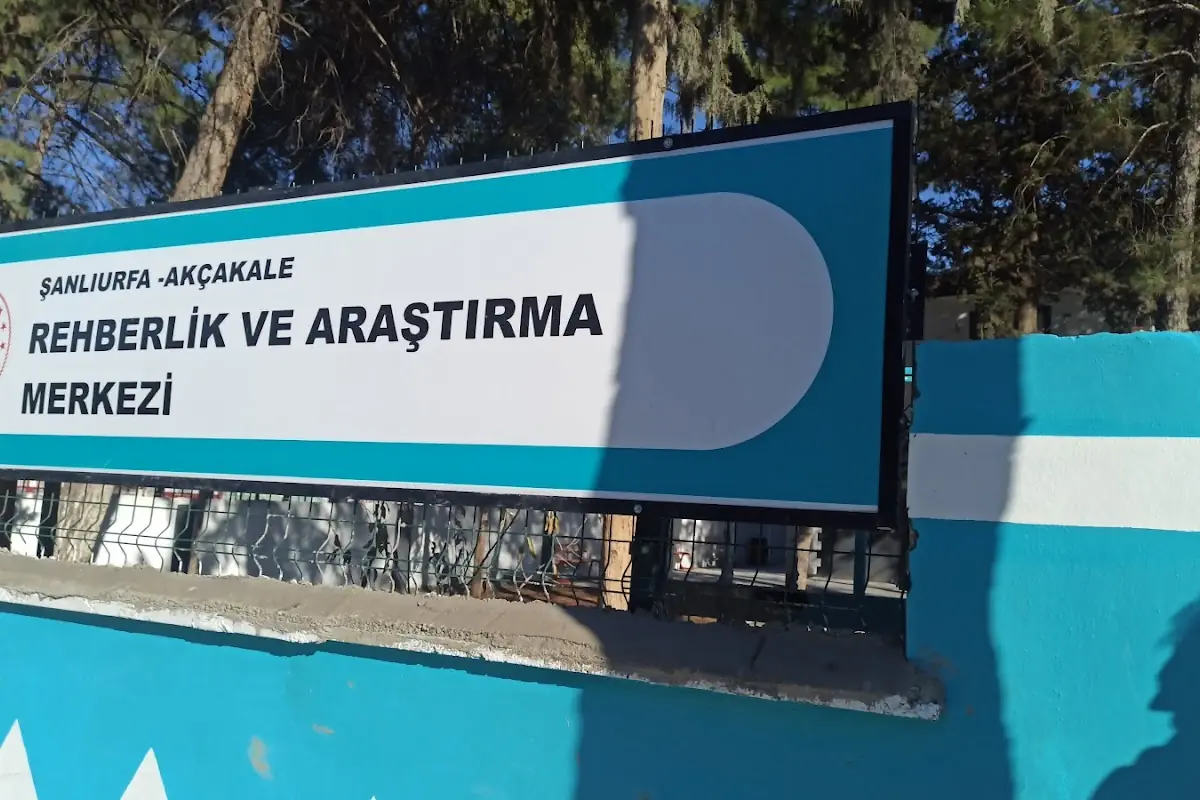 ŞANLIURFA -AKÇAKALE
REHBERLİK VE ARAŞTIRMA
MERKEZİ